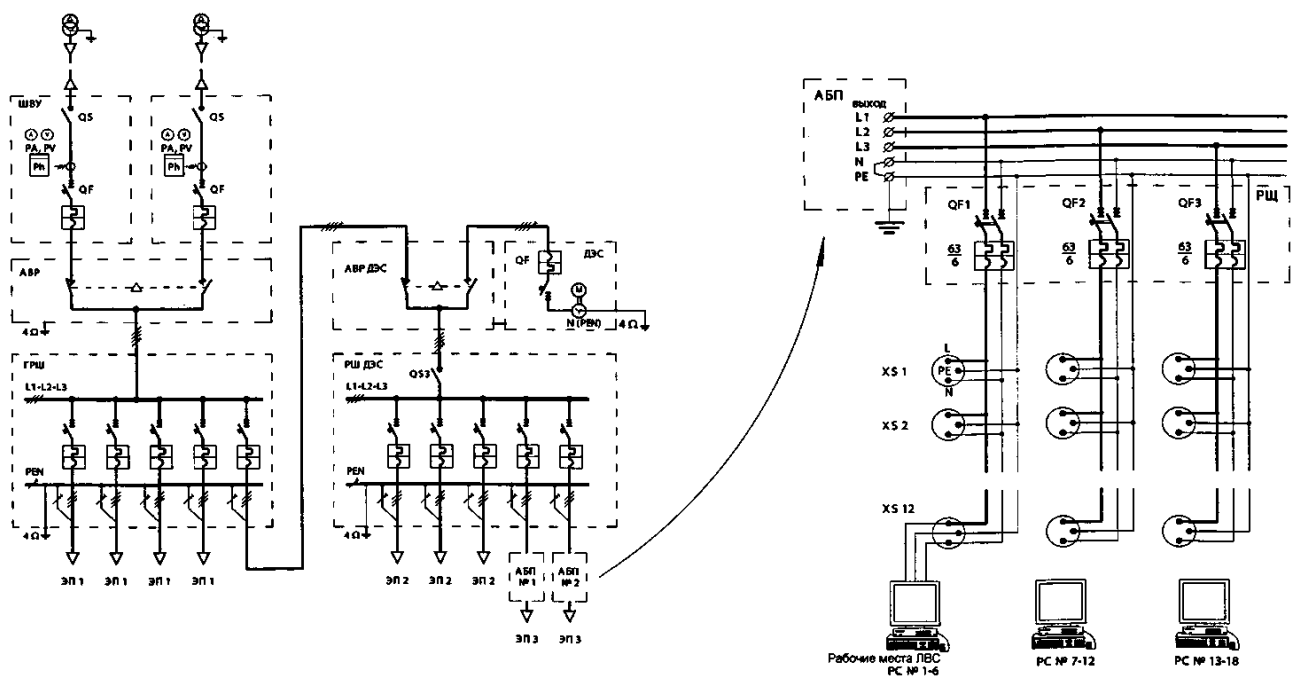 ШВУ
QS
QS
A V
A V
PA, PV
PA, PV
Ph
Ph
QF
QF
АВР
4 Ω
ГРЩ
L1-L2-L3
PEN
4 Ω
ЭП 1
ЭП 1
ЭП 1
ЭП 1
АВР ДЭС
QF
ДЭС
M
N (PEN)
4 Ω
РЩ ДЭС
QS3
L1-L2-L3
PEN
4 Ω
ЭП 2
ЭП 2
ЭП 2
АБП
№ 1
АБП
№ 2
ЭП 3
ЭП 3
АБП
выход
L1
L2
L3
N
PE
РЩ
QF1
QF2
QF3
63
6
63
6
63
6
XS 1
L
PE
N
XS 2
XS 12
Рабочие места ЛВС
PC № 1-6
PC № 7-12
PC № 13-18